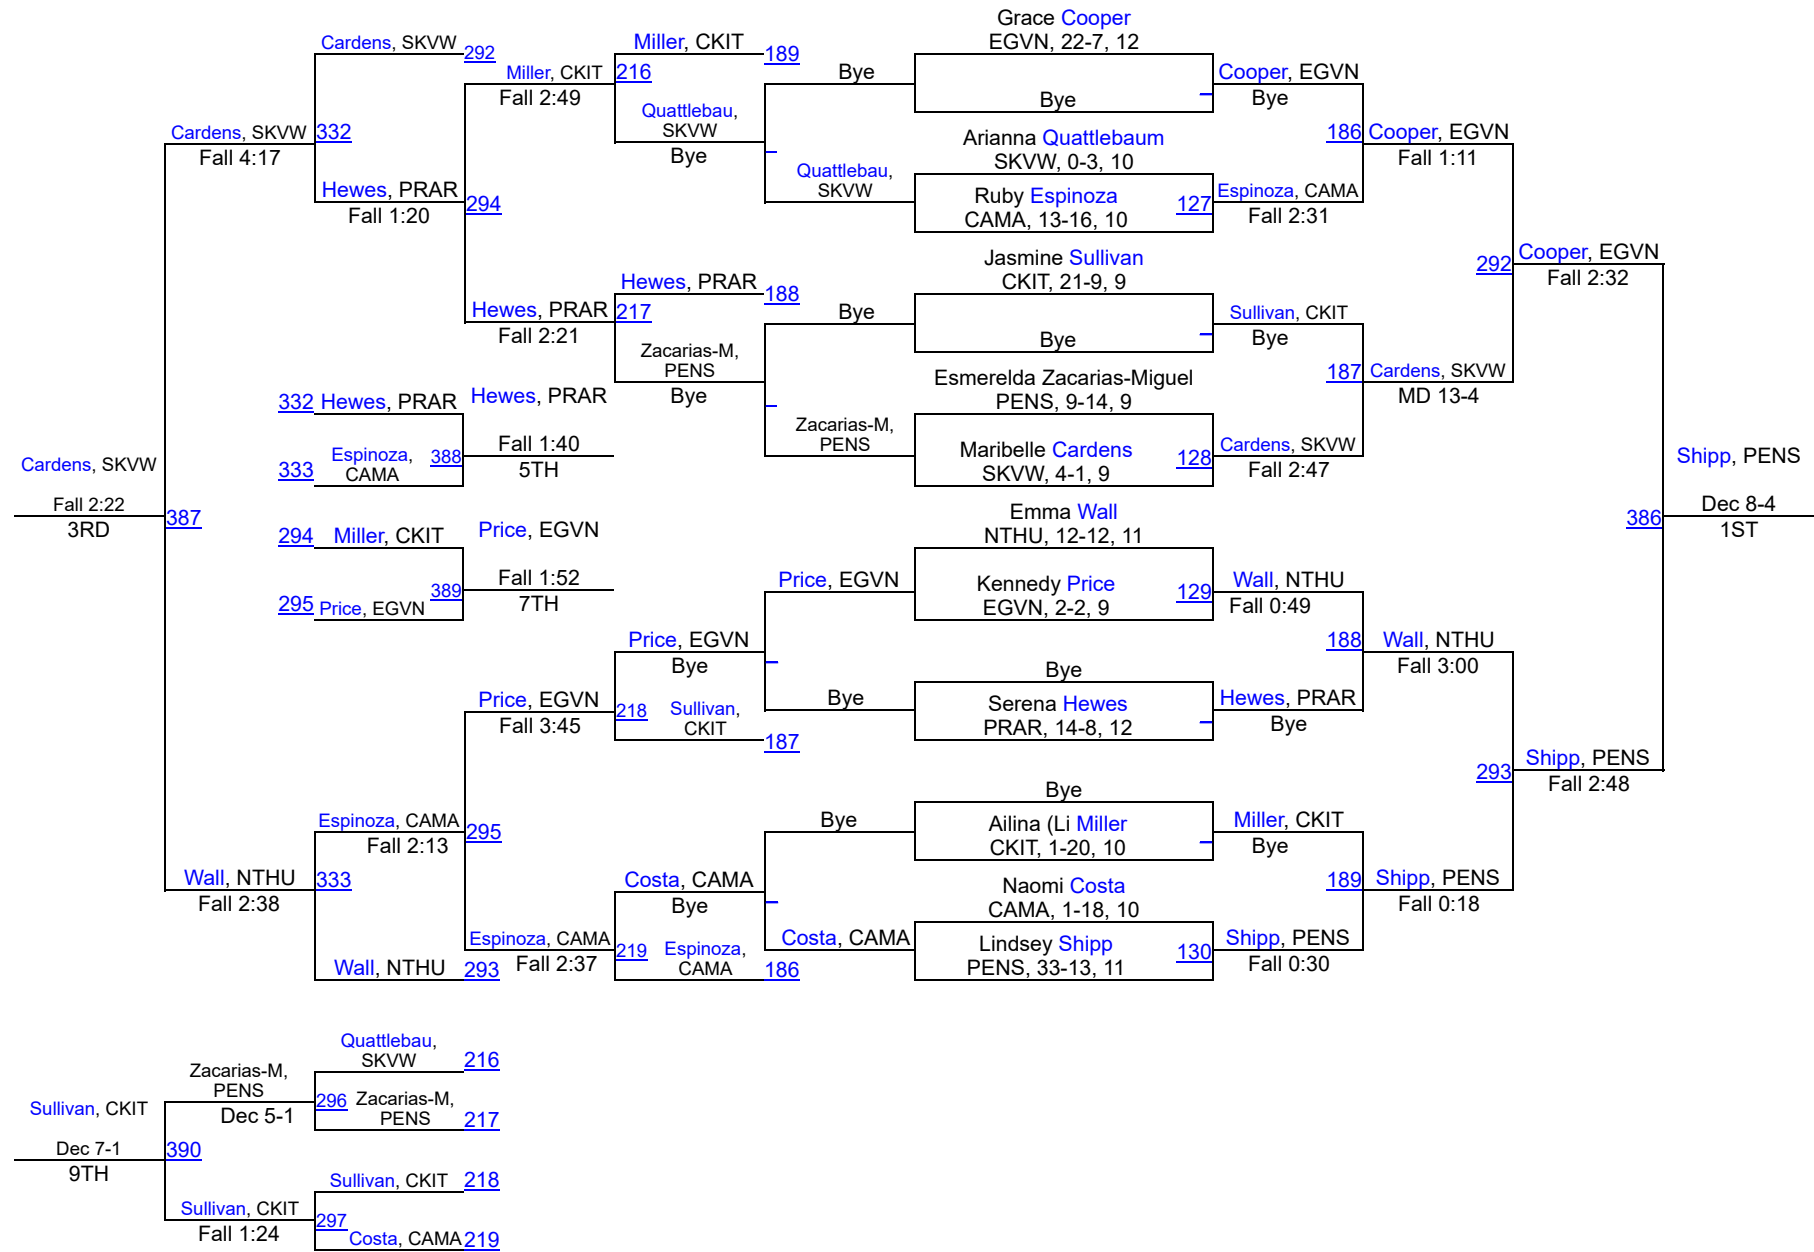 Grace Cooper
EGVN, 22-7, 12
Bye
Arianna Quattlebaum
SKVW, 0-3, 10
Ruby Espinoza
CAMA, 13-16, 10
127
Jasmine Sullivan
CKIT, 21-9, 9
Bye
Esmerelda Zacarias-Miguel
PENS, 9-14, 9
Maribelle Cardens
SKVW, 4-1, 9
128
Emma Wall
NTHU, 12-12, 11
Kennedy Price
EGVN, 2-2, 9
129
Bye
Serena Hewes
PRAR, 14-8, 12
Bye
Ailina (Li Miller
CKIT, 1-20, 10
Naomi Costa
CAMA, 1-18, 10
Lindsey Shipp
PENS, 33-13, 11
130
Cooper, EGVN
Bye
186
Espinoza, CAMA
Fall 2:31
Sullivan, CKIT
Bye
187
Cardens, SKVW
Fall 2:47
Wall, NTHU
Fall 0:49
188
Hewes, PRAR
Bye
Miller, CKIT
Bye
189
Shipp, PENS
Fall 0:30
Cooper, EGVN
Fall 1:11
292
Cardens, SKVW
MD 13-4
Wall, NTHU
Fall 3:00
293
Shipp, PENS
Fall 0:18
Cooper, EGVN
Fall 2:32
386
Shipp, PENS
Fall 2:48
Shipp, PENS
Dec 8-4
1ST
Bye
Quattlebau,
SKVW
Bye
Zacarias-M,
PENS
Price, EGVN
Bye
Bye
Costa, CAMA
Miller, CKIT
189
216
Quattlebau,
SKVW
Bye
Hewes, PRAR
188
217
Zacarias-M,
PENS
Bye
Price, EGVN
Bye
218
Sullivan,
CKIT
187
Costa, CAMA
Bye
219
Espinoza,
CAMA
186
Miller, CKIT
Fall 2:49
294
Hewes, PRAR
Fall 2:21
Price, EGVN
Fall 3:45
295
Espinoza, CAMA
Fall 2:37
Cardens, SKVW
292
332
Hewes, PRAR
Fall 1:20
Espinoza, CAMA
Fall 2:13
333
Wall, NTHU
293
Cardens, SKVW
Fall 4:17
387
Wall, NTHU
Fall 2:38
Cardens, SKVW
Fall 2:22
3RD
332
Hewes, PRAR
333
Espinoza,
CAMA
388
Hewes, PRAR
Fall 1:40
5TH
294
Miller, CKIT
295
Price, EGVN
389
Price, EGVN
Fall 1:52
7TH
Quattlebau,
SKVW
216
296
Zacarias-M,
PENS
217
Zacarias-M,
PENS
Dec 5-1
390
Sullivan, CKIT
218
297
Costa, CAMA
219
Sullivan, CKIT
Fall 1:24
Sullivan, CKIT
Dec 7-1
9TH